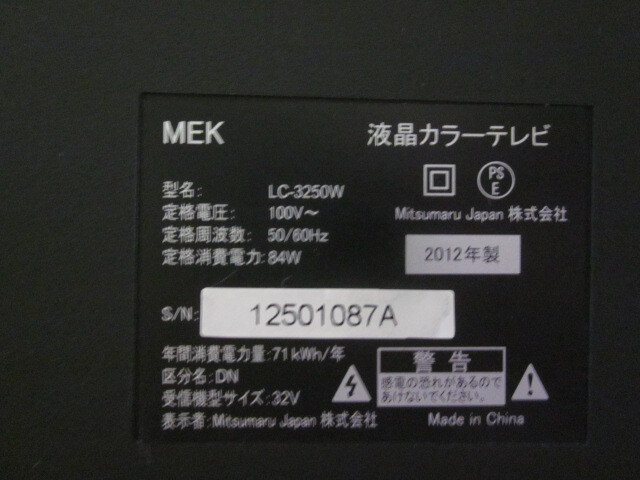 MEK 液晶カラーテレビ
型名: LC-3250W
定格電圧: 100V～
定格周波数: 50/60Hz
定格消費電力: 84W
PS
E
Mitsumaru Japan 株式会社
2012年製
S/N: 12501087A
年間消費電力量: 71kWh/年
区分名: DN
受信機型サイズ: 32V
表示者: Mitsumaru Japan 株式会社
警告
感電の恐れがあるので
あけないでください。
Made in China